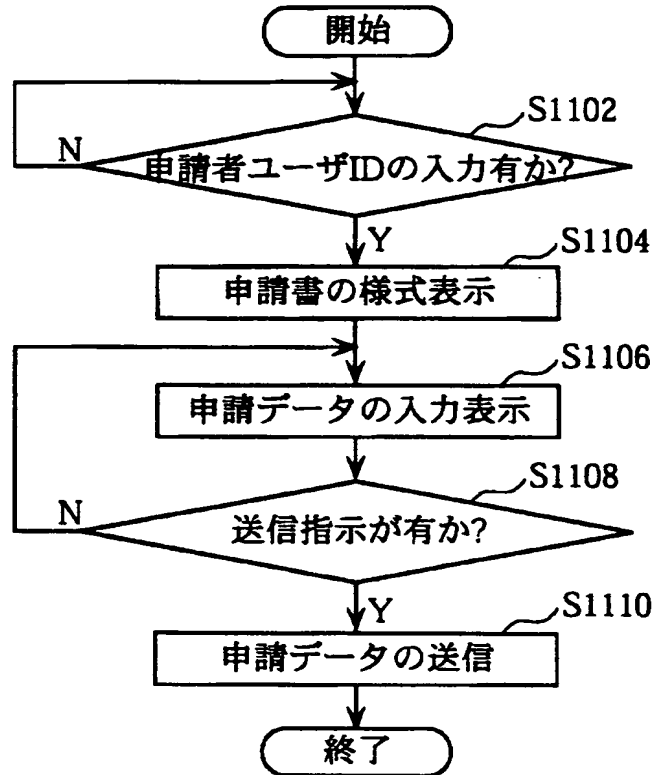 開始
S1102
N
申請者ユーザIDの入力有か?
Y
S1104
申請書の様式表示
S1106
申請データの入力表示
S1108
N
送信指示が有か?
Y
S1110
申請データの送信
終了